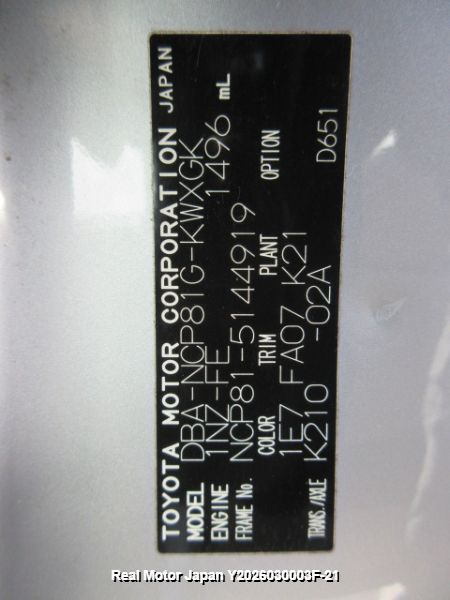 TOYOTA MOTOR CORPORATION JAPAN
MODEL DBA-NCP81G-KWXGK
ENGINE 1NZ-FE 1496 mL
FRAME No. NCP81-5144919
COLOR TRIM PLANT OPTION
1E7 FA07 K21
TRANS./AXLE K210 -02A D651
Real Motor Japan Y2026030003F-21